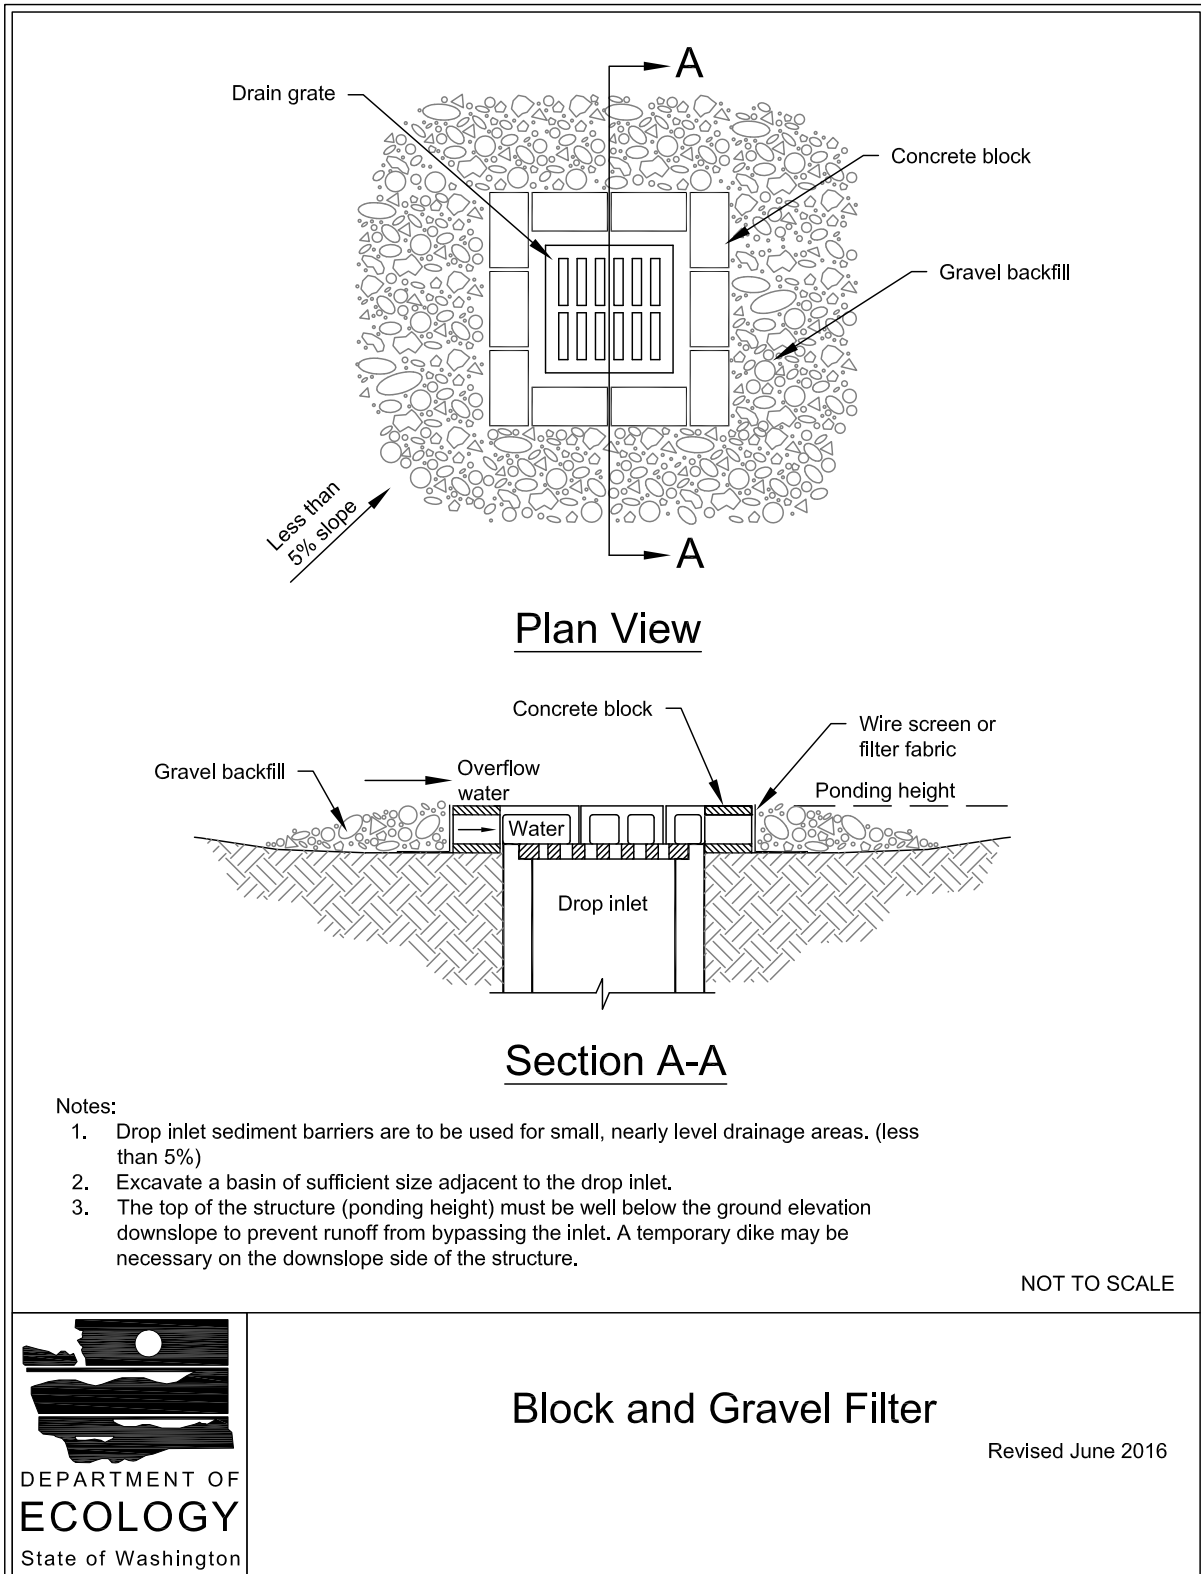 A
Drain grate
Concrete block
Gravel backfill
Less than
5% slope
A
Plan View
Concrete block
Wire screen or
filter fabric
Gravel backfill
Overflow
water
Ponding height
Water
Drop inlet
Section A-A
Notes:
1. Drop inlet sediment barriers are to be used for small, nearly level drainage areas. (less
than 5%)
2. Excavate a basin of sufficient size adjacent to the drop inlet.
3. The top of the structure (ponding height) must be well below the ground elevation
downslope to prevent runoff from bypassing the inlet. A temporary dike may be
necessary on the downslope side of the structure.
NOT TO SCALE
DEPARTMENT OF
ECOLOGY
State of Washington
Block and Gravel Filter
Revised June 2016